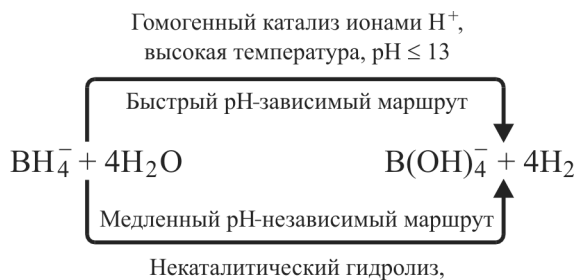 Гомогенный катализ ионами H⁺,
высокая температура, pH ≤ 13
Быстрый pH-зависимый маршрут
BH₄⁻ + 4H₂O B(OH)₄⁻ + 4H₂
Медленный pH-независимый маршрут
Некаталитический гидролиз,